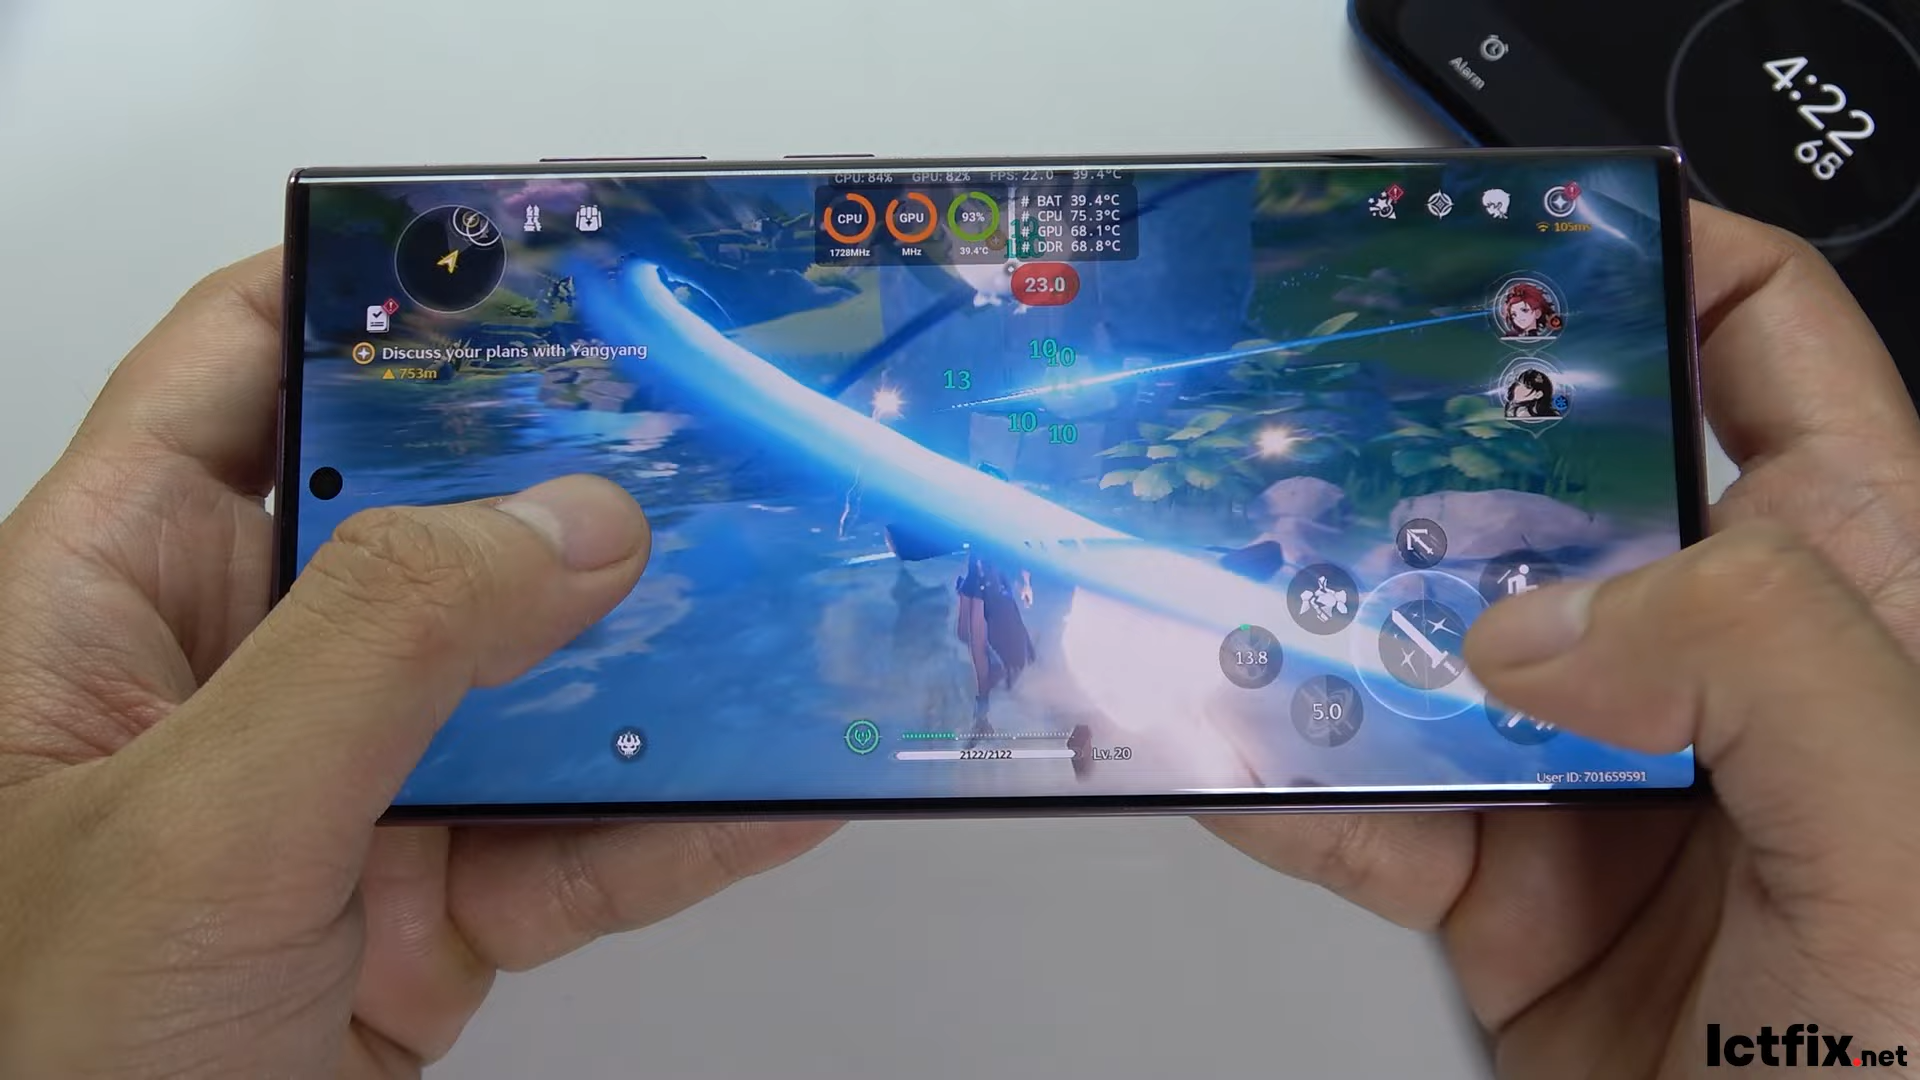 Alarm
4:22
65
CPU: 84% GPU: 82% FPS: 22.0 39.4°C
CPU
1728MHz
GPU
MHz
93%
39.4°C
# BAT 39.4°C
# CPU 75.3°C
# GPU 68.1°C
# DDR 68.8°C
23.0
105ms
Discuss your plans with Yangyang
753m
10
10
13
10
10
13.8
5.0
2122/2122
Lv. 20
User ID: 701659591
Ictfix.net